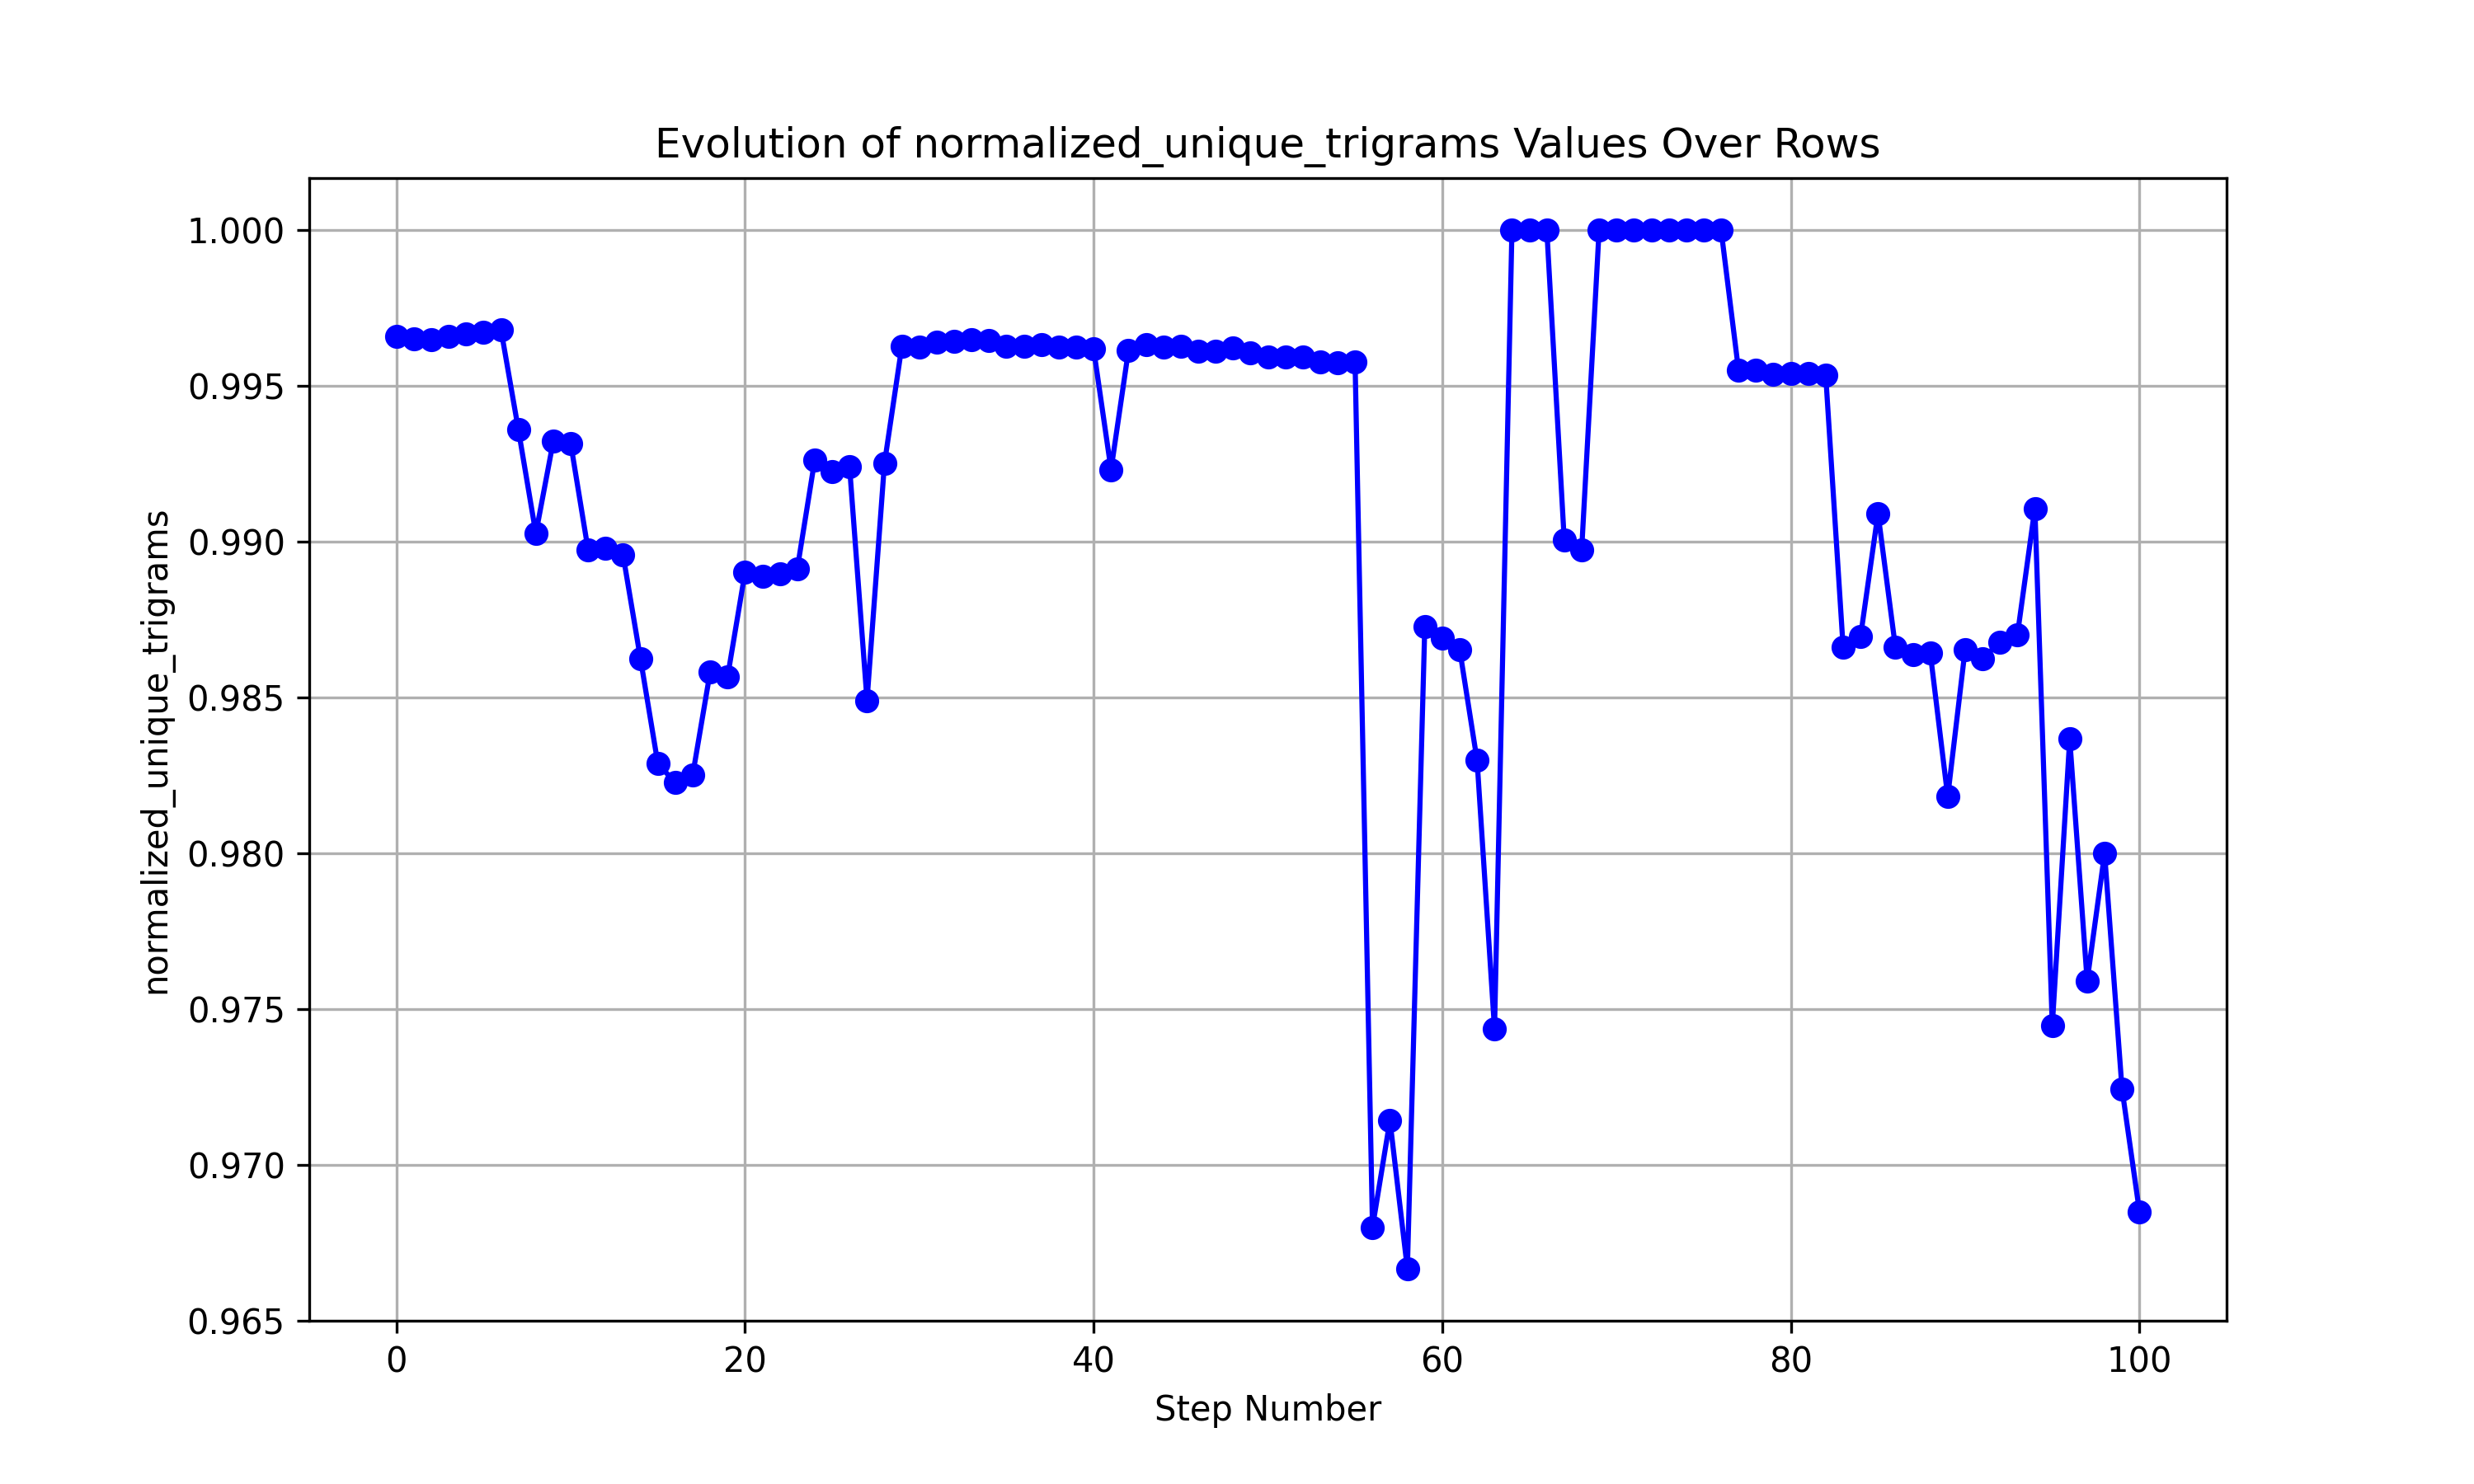 Evolution of normalized_unique_trigrams Values Over Rows
normalized_unique_trigrams
1.000
0.995
0.990
0.985
0.980
0.975
0.970
0.965
0 20 40 60 80 100
Step Number